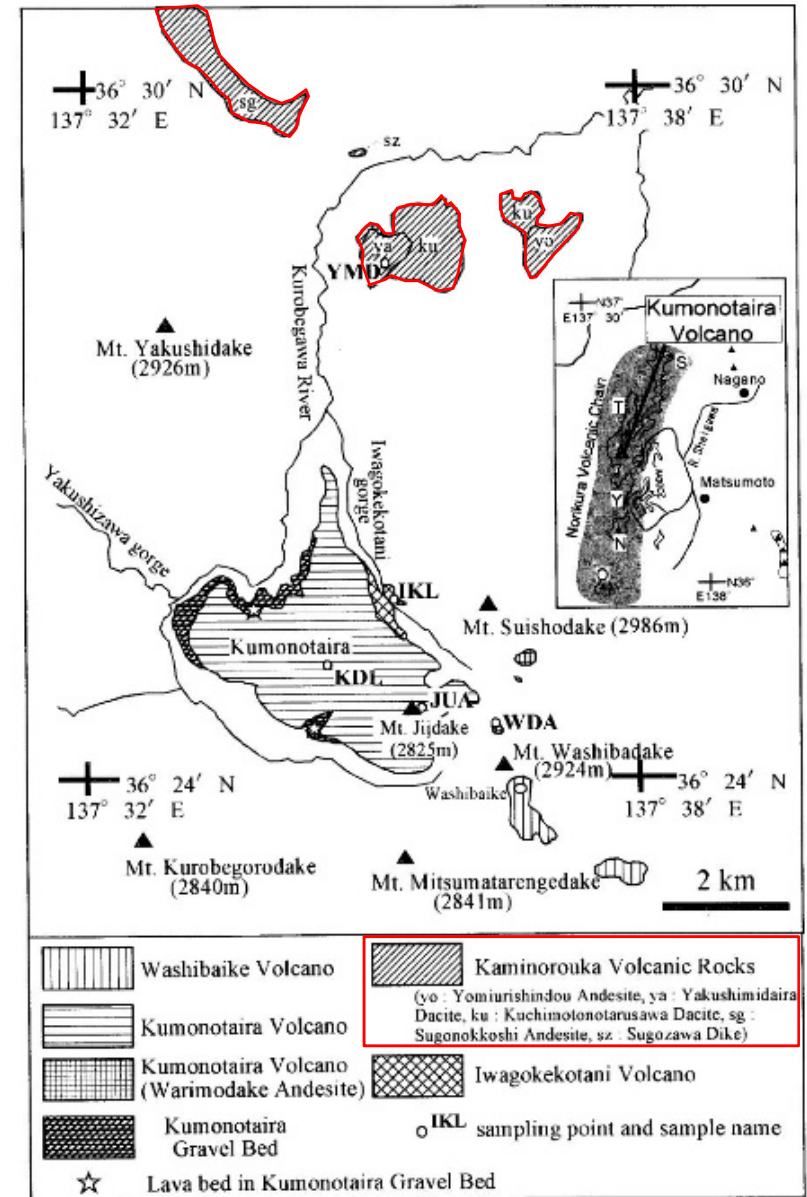 36° 30′ N
137° 32′ E
36° 30′ N
137° 38′ E
sg
sz
ku
ya
ku
yo
YMD
Kurobegawa River
Mt. Yakushidake
(2926m)
N37°
E137° 30′
Kumonotaira
Volcano
S
Nagano
T
Norikura Volcanic Chain
Matsumoto
Y
N
N36°
E138°
Iwagokekotani
gorge
Yakushizawa gorge
IKL
Mt. Suishodake (2986m)
Kumonotaira
KDL
JUA
Mt. Jijdake
(2825m)
WDA
Mt. Washibadake
(2924m)
Washibaike
36° 24′ N
137° 32′ E
36° 24′ N
137° 38′ E
Mt. Kurobegorodake
(2840m)
Mt. Mitsumatarengedake
(2841m)
2 km
Washibaike Volcano
Kumonotaira Volcano
Kumonotaira Volcano
(Warimodake Andesite)
Kumonotaira
Gravel Bed
Lava bed in Kumonotaira Gravel Bed
Kaminorouka Volcanic Rocks
(yo : Yomiurishindou Andesite, ya : Yakushimidaira
Dacite, ku : Kuchimotonotarusawa Dacite, sg :
Sugonokkoshi Andesite, sz : Sugozawa Dike)
Iwagokekotani Volcano
IKL sampling point and sample name